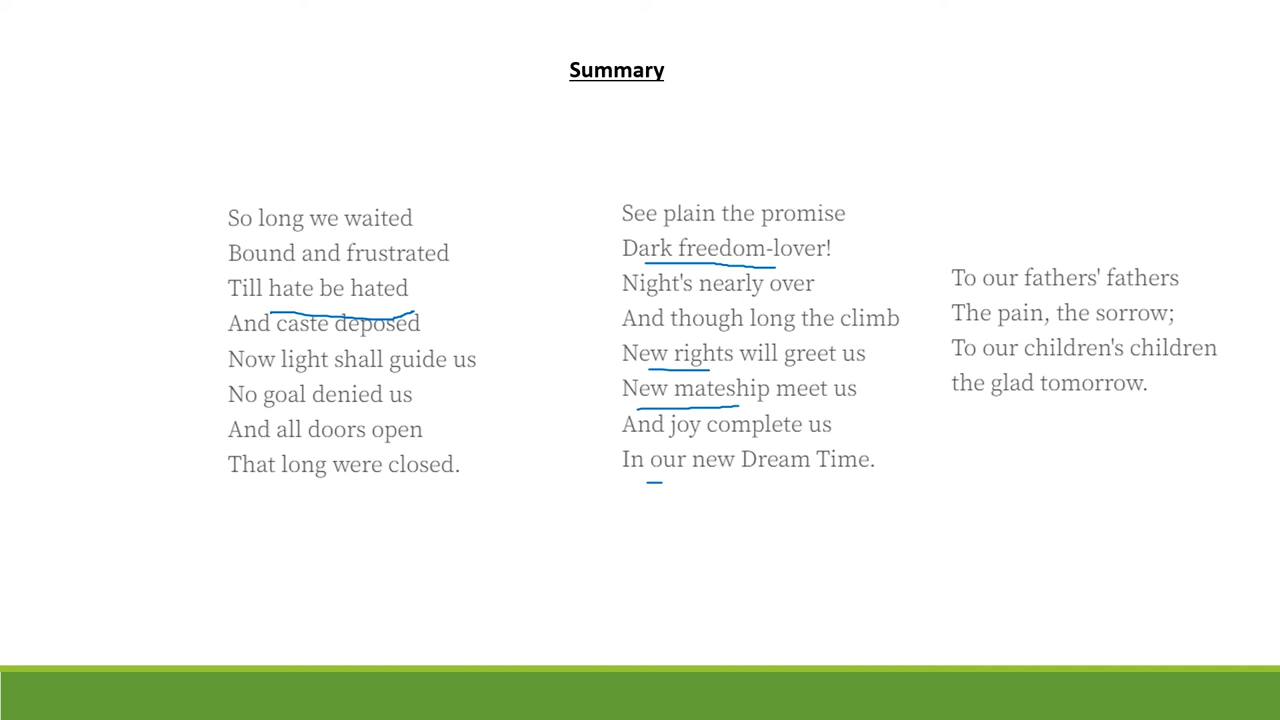 Summary
So long we waited
Bound and frustrated
Till hate be hated
And caste deposed
Now light shall guide us
No goal denied us
And all doors open
That long were closed.
See plain the promise
Dark freedom-lover!
Night's nearly over
And though long the climb
New rights will greet us
New mateship meet us
And joy complete us
In our new Dream Time.
To our fathers' fathers
The pain, the sorrow;
To our children's children
the glad tomorrow.